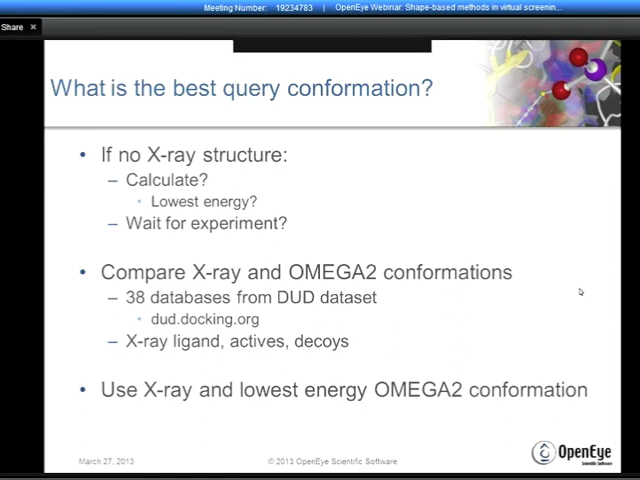 Meeting Number: 19234783 | OpenEye Webinar: Shape-based methods in virtual screenin...
Share ×
What is the best query conformation?
• If no X-ray structure:
– Calculate?
• Lowest energy?
– Wait for experiment?
• Compare X-ray and OMEGA2 conformations
– 38 databases from DUD dataset
• dud.docking.org
– X-ray ligand, actives, decoys
• Use X-ray and lowest energy OMEGA2 conformation
March 27, 2013 © 2013 OpenEye Scientific Software
OpenEye
Scientific Software